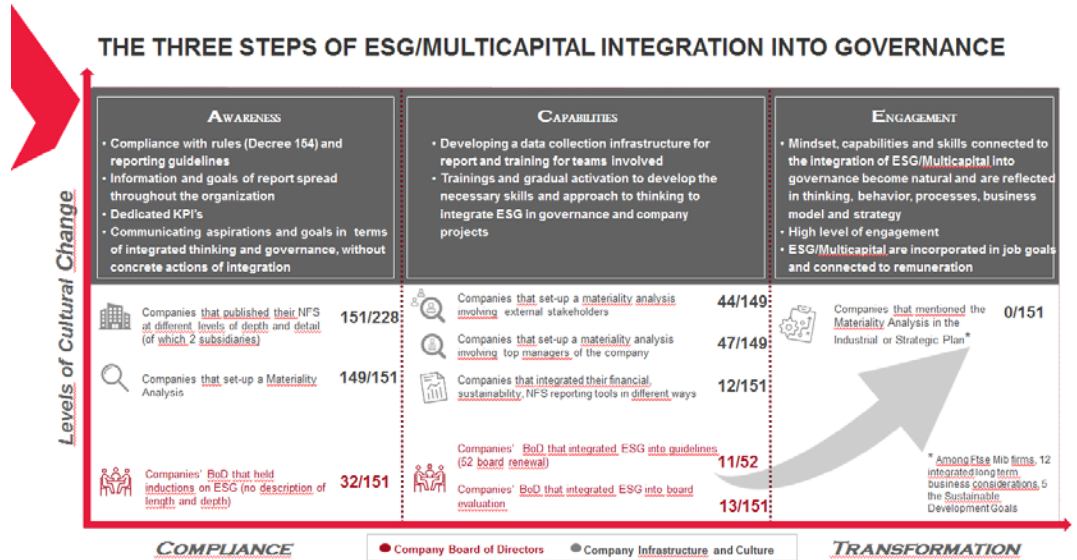 THE THREE STEPS OF ESG/MULTICAPITAL INTEGRATION INTO GOVERNANCE
Levels of Cultural Change
AWARENESS
• Compliance with rules (Decree 154) and
reporting guidelines
• Information and goals of report spread
throughout the organization
• Dedicated KPI's
• Communicating aspirations and goals in terms
of integrated thinking and governance, without
concrete actions of integration
CAPABILITIES
• Developing a data collection infrastructure for
report and training for teams involved
• Trainings and gradual activation to develop the
necessary skills and approach to thinking to
integrate ESG in governance and company
projects
ENGAGEMENT
• Mindset, capabilities and skills connected to
the integration of ESG/Multicapital into
governance become natural and are reflected
in thinking, behavior, processes, business
model and strategy
• High level of engagement
• ESG/Multicapital are incorporated in job goals
and connected to remuneration
Companies that published their NFS
at different levels of depth and detail
(of which 2 subsidiaries)
151/228
Companies that set-up a Materiality
Analysis
149/151
Companies' BoD that held
inductions on ESG (no description of
length and depth)
32/151
Companies that set-up a materiality analysis
involving external stakeholders
44/149
Companies that set-up a materiality analysis
involving top managers of the company
47/149
Companies that integrated their financial,
sustainability, NFS reporting tools in different ways
12/151
Companies' BoD that integrated ESG into guidelines
(52 board renewal)
11/52
Companies' BoD that integrated ESG into board
evaluation
13/151
Companies that mentioned the
Materiality Analysis in the
Industrial or Strategic Plan*
0/151
* Among Ftse Mib firms, 12
integrated long term
business considerations, 5
the Sustainable
Development Goals
COMPLIANCE
Company Board of Directors
Company Infrastructure and Culture
TRANSFORMATION